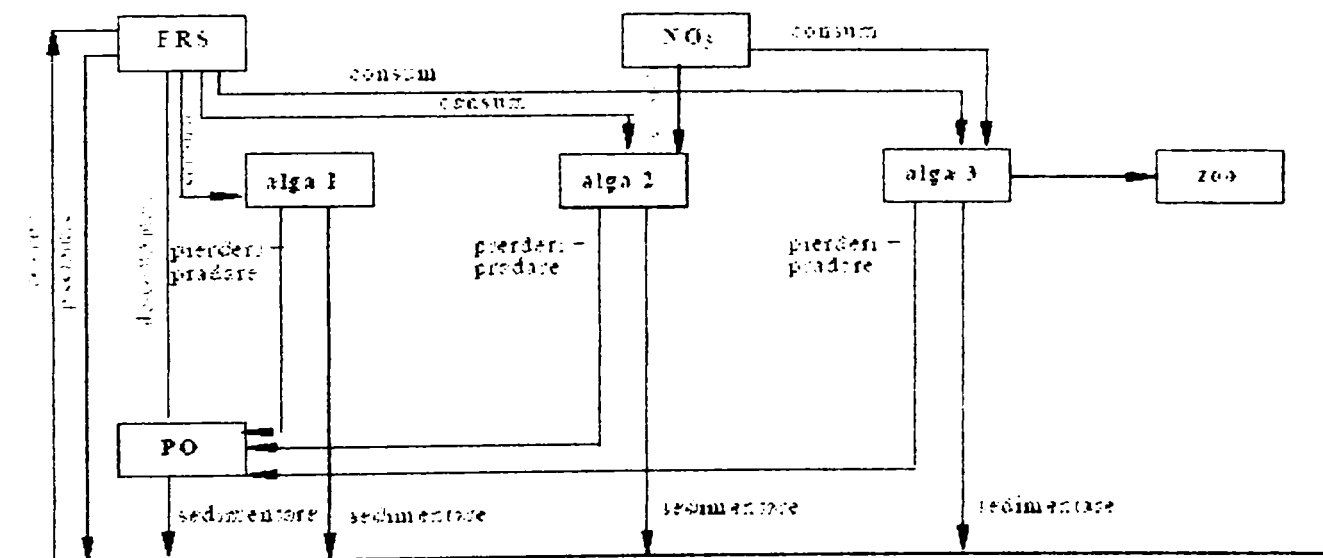 FRS
NO3
consum
consum
consum
alga 1
alga 2
alga 3
zoo
pierderi –
pradare
pierderi –
pradare
pierderi –
pradare
PO
sedimentare
sedimentare
sedimentare
sedimentare